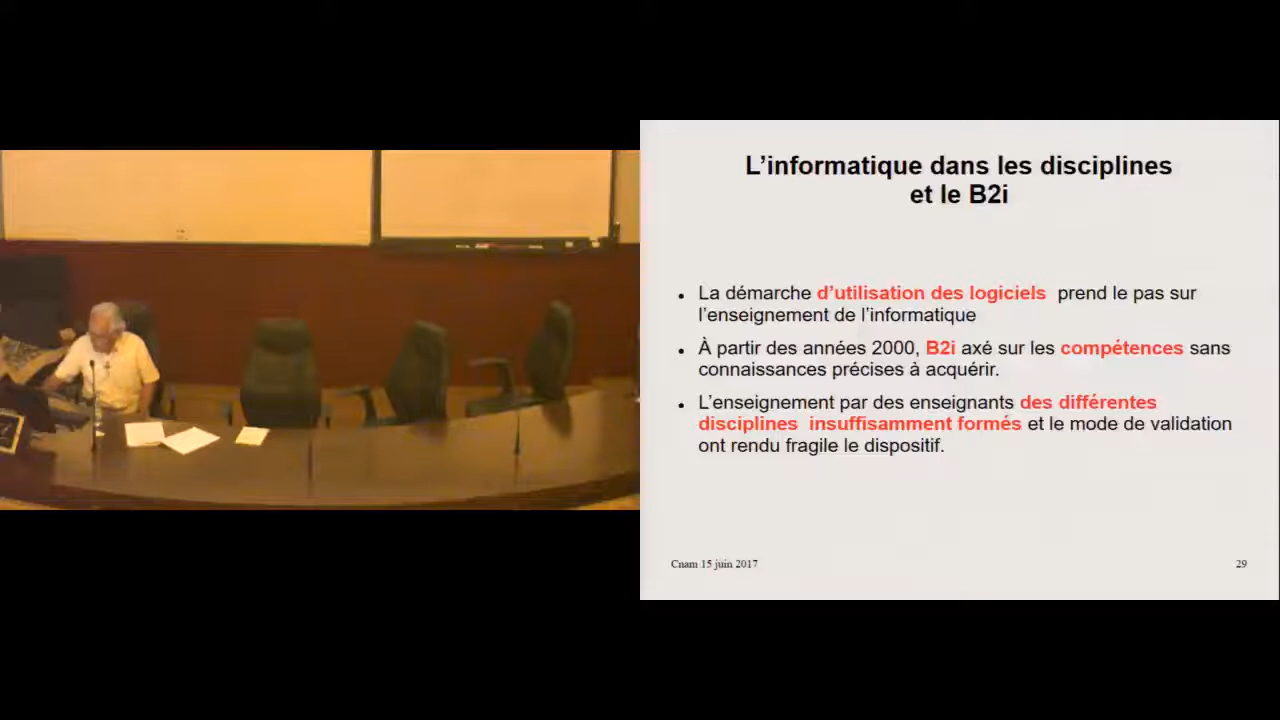 L’informatique dans les disciplines
et le B2i
• La démarche d’utilisation des logiciels prend le pas sur
l’enseignement de l’informatique
• À partir des années 2000, B2i axé sur les compétences sans
connaissances précises à acquérir.
• L’enseignement par des enseignants des différentes
disciplines insuffisamment formés et le mode de validation
ont rendu fragile le dispositif.
Cnam 15 juin 2017
29